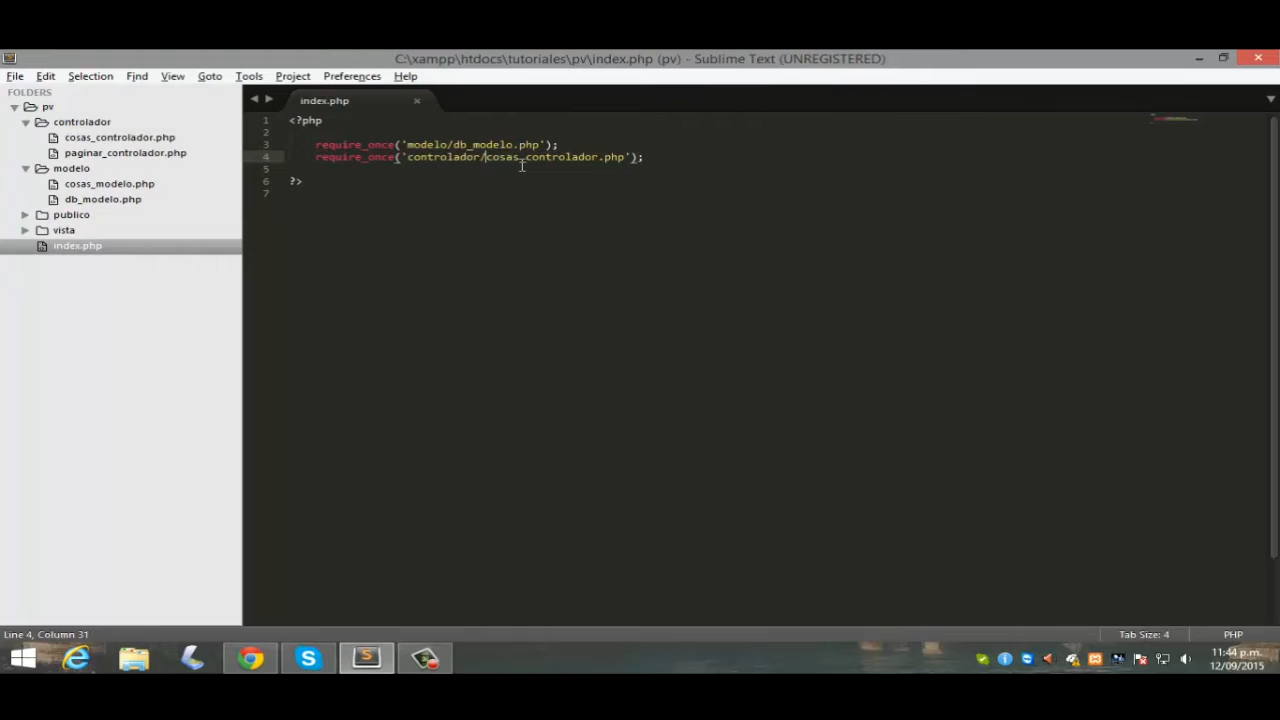 C:\xampp\htdocs\tutoriales\pv\index.php (pv) - Sublime Text (UNREGISTERED)
File Edit Selection Find View Goto Tools Project Preferences Help
FOLDERS
pv
controlador
cosas_controlador.php
paginar_controlador.php
modelo
cosas_modelo.php
db_modelo.php
publico
vista
index.php
index.php
1 <?php
2
3 require_once('modelo/db_modelo.php');
4 require_once('controlador/cosas_controlador.php');
5
6 ?>
7
Line 4, Column 31
Tab Size: 4
PHP
11:44 p.m.
12/09/2015